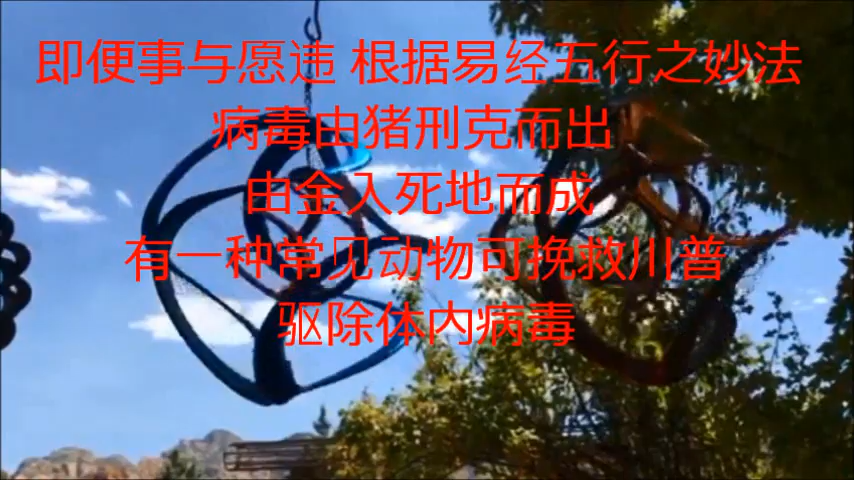 即便事与愿违 根据易经五行之妙法
病毒由猪刑克而出
由金入死地而成
有一种常见动物可挽救川普
驱除体内病毒